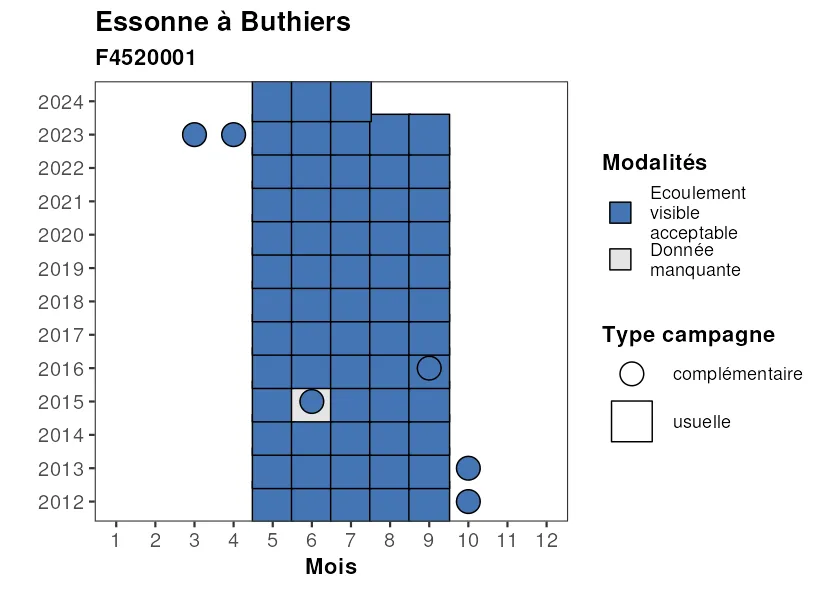 Essonne à Buthiers
F4520001
2024
2023
2022
2021
2020
2019
2018
2017
2016
2015
2014
2013
2012
1 2 3 4 5 6 7 8 9 10 11 12
Mois
Modalités
Ecoulement
visible
acceptable
Donnée
manquante
Type campagne
complémentaire
usuelle